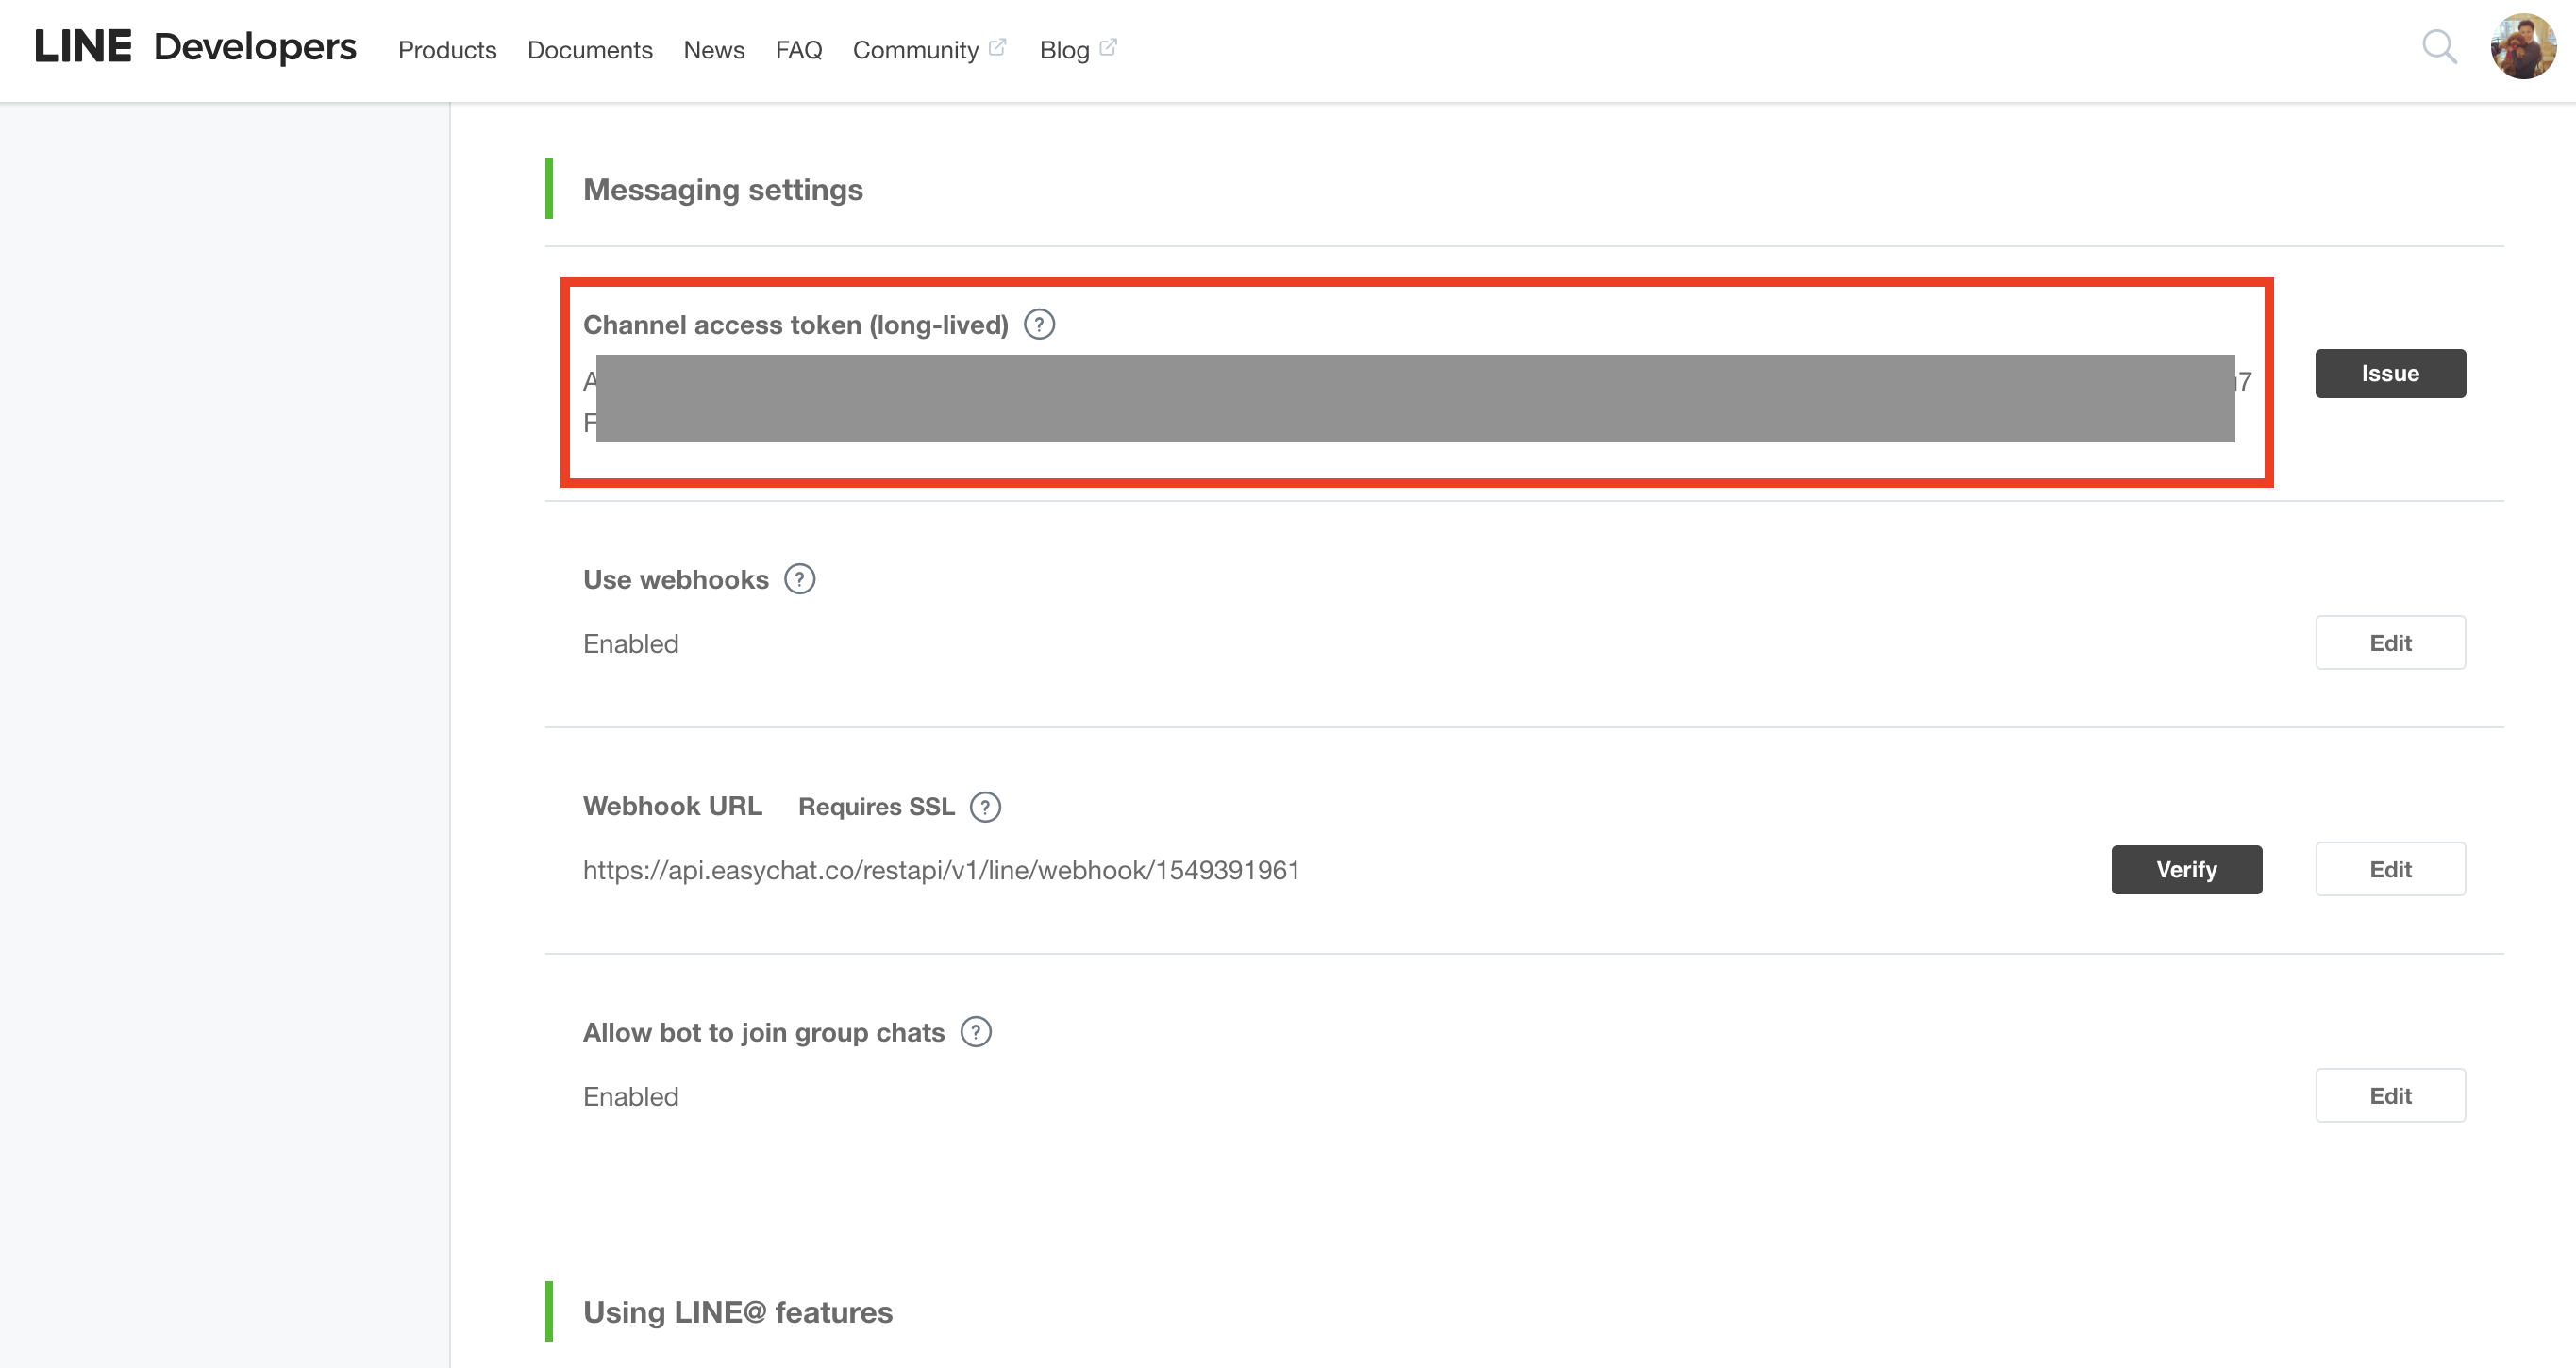 LINE Developers Products Documents News FAQ Community Blog
Messaging settings
Channel access token (long-lived) ?
A 7
Issue
F
Use webhooks ?
Enabled
Edit
Webhook URL Requires SSL ?
https://api.easychat.co/restapi/v1/line/webhook/1549391961
Verify Edit
Allow bot to join group chats ?
Enabled
Edit
Using LINE@ features